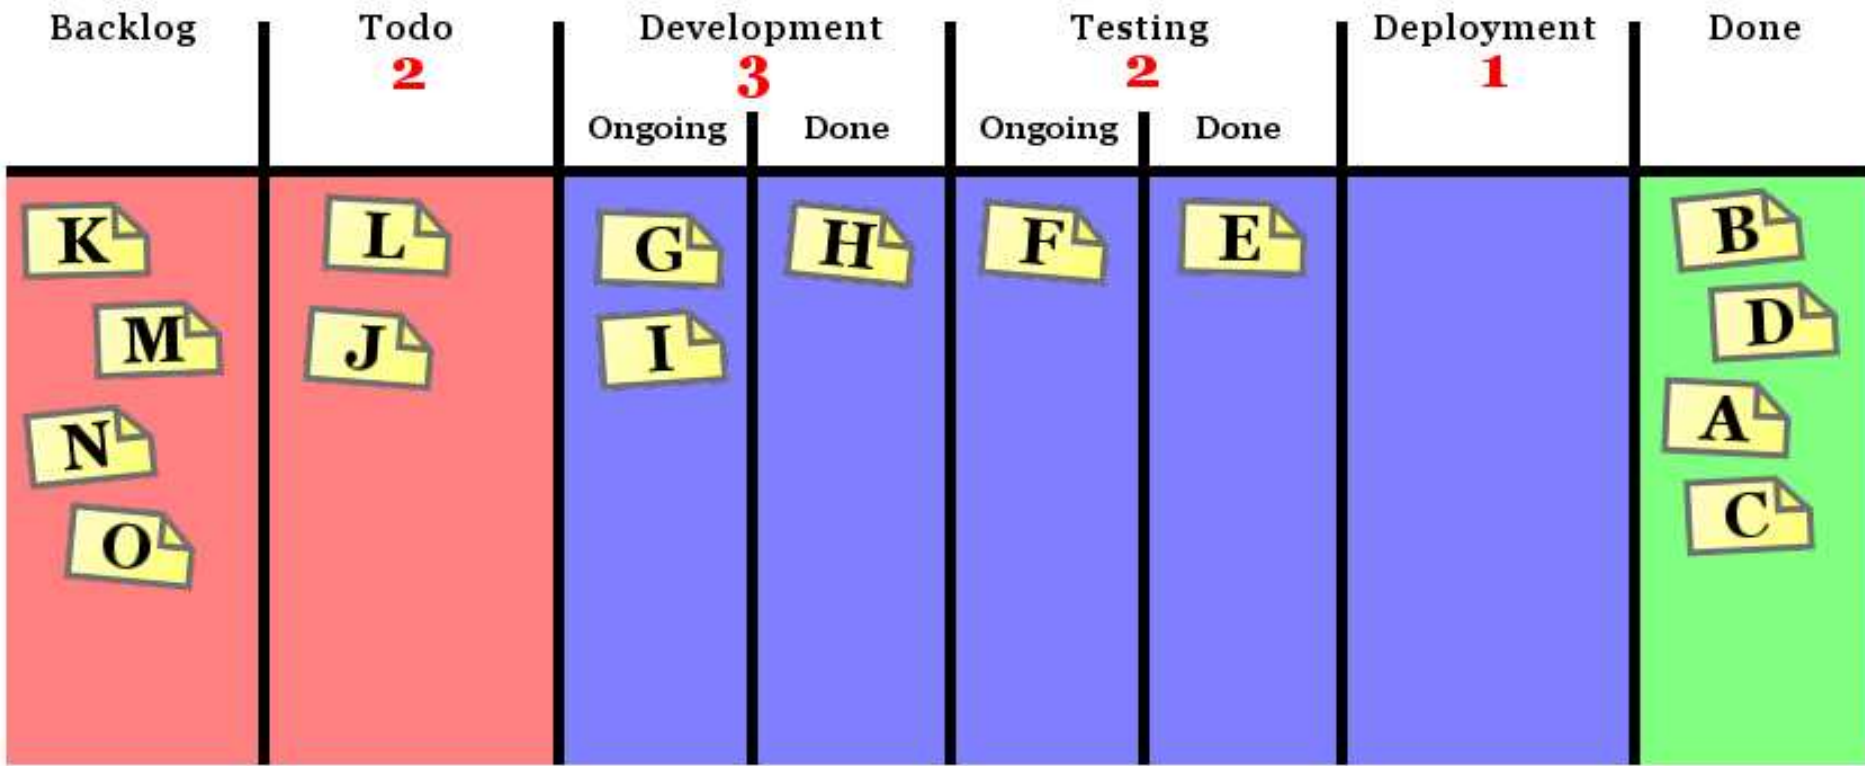 Backlog Todo Development Testing Deployment Done
2 3 2 1
Ongoing Done Ongoing Done
K L G H F E B
M J I D
N A
O C